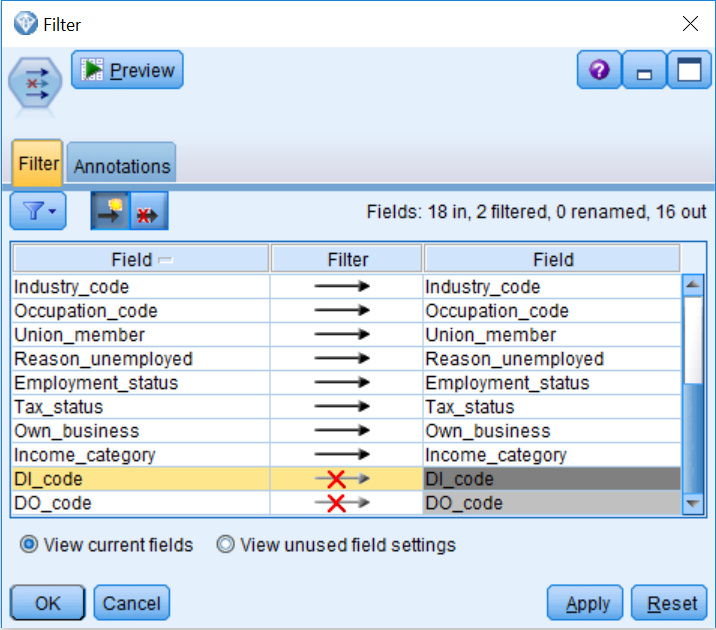 Filter
Preview
Filter Annotations
Fields: 18 in, 2 filtered, 0 renamed, 16 out
Field Filter Field
Industry_code Industry_code
Occupation_code Occupation_code
Union_member Union_member
Reason_unemployed Reason_unemployed
Employment_status Employment_status
Tax_status Tax_status
Own_business Own_business
Income_category Income_category
DI_code DI_code
DO_code DO_code
View current fields View unused field settings
OK Cancel Apply Reset